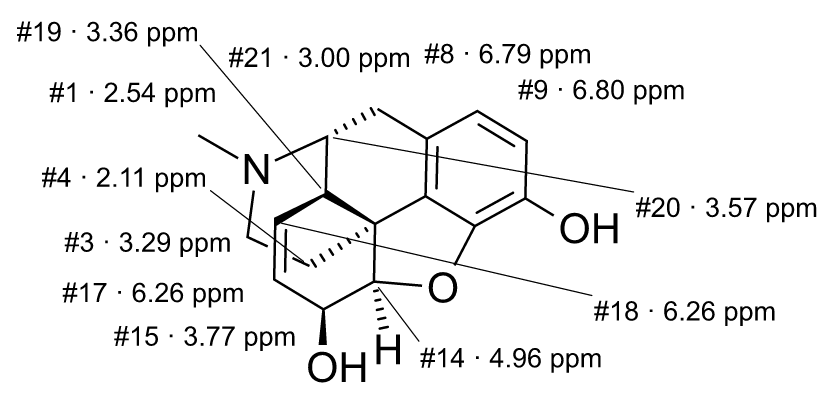 #19 · 3.36 ppm
#21 · 3.00 ppm
#8 · 6.79 ppm
#1 · 2.54 ppm
#9 · 6.80 ppm
N
#4 · 2.11 ppm
#20 · 3.57 ppm
OH
#3 · 3.29 ppm
#17 · 6.26 ppm
O
#18 · 6.26 ppm
#15 · 3.77 ppm
H
#14 · 4.96 ppm
OH